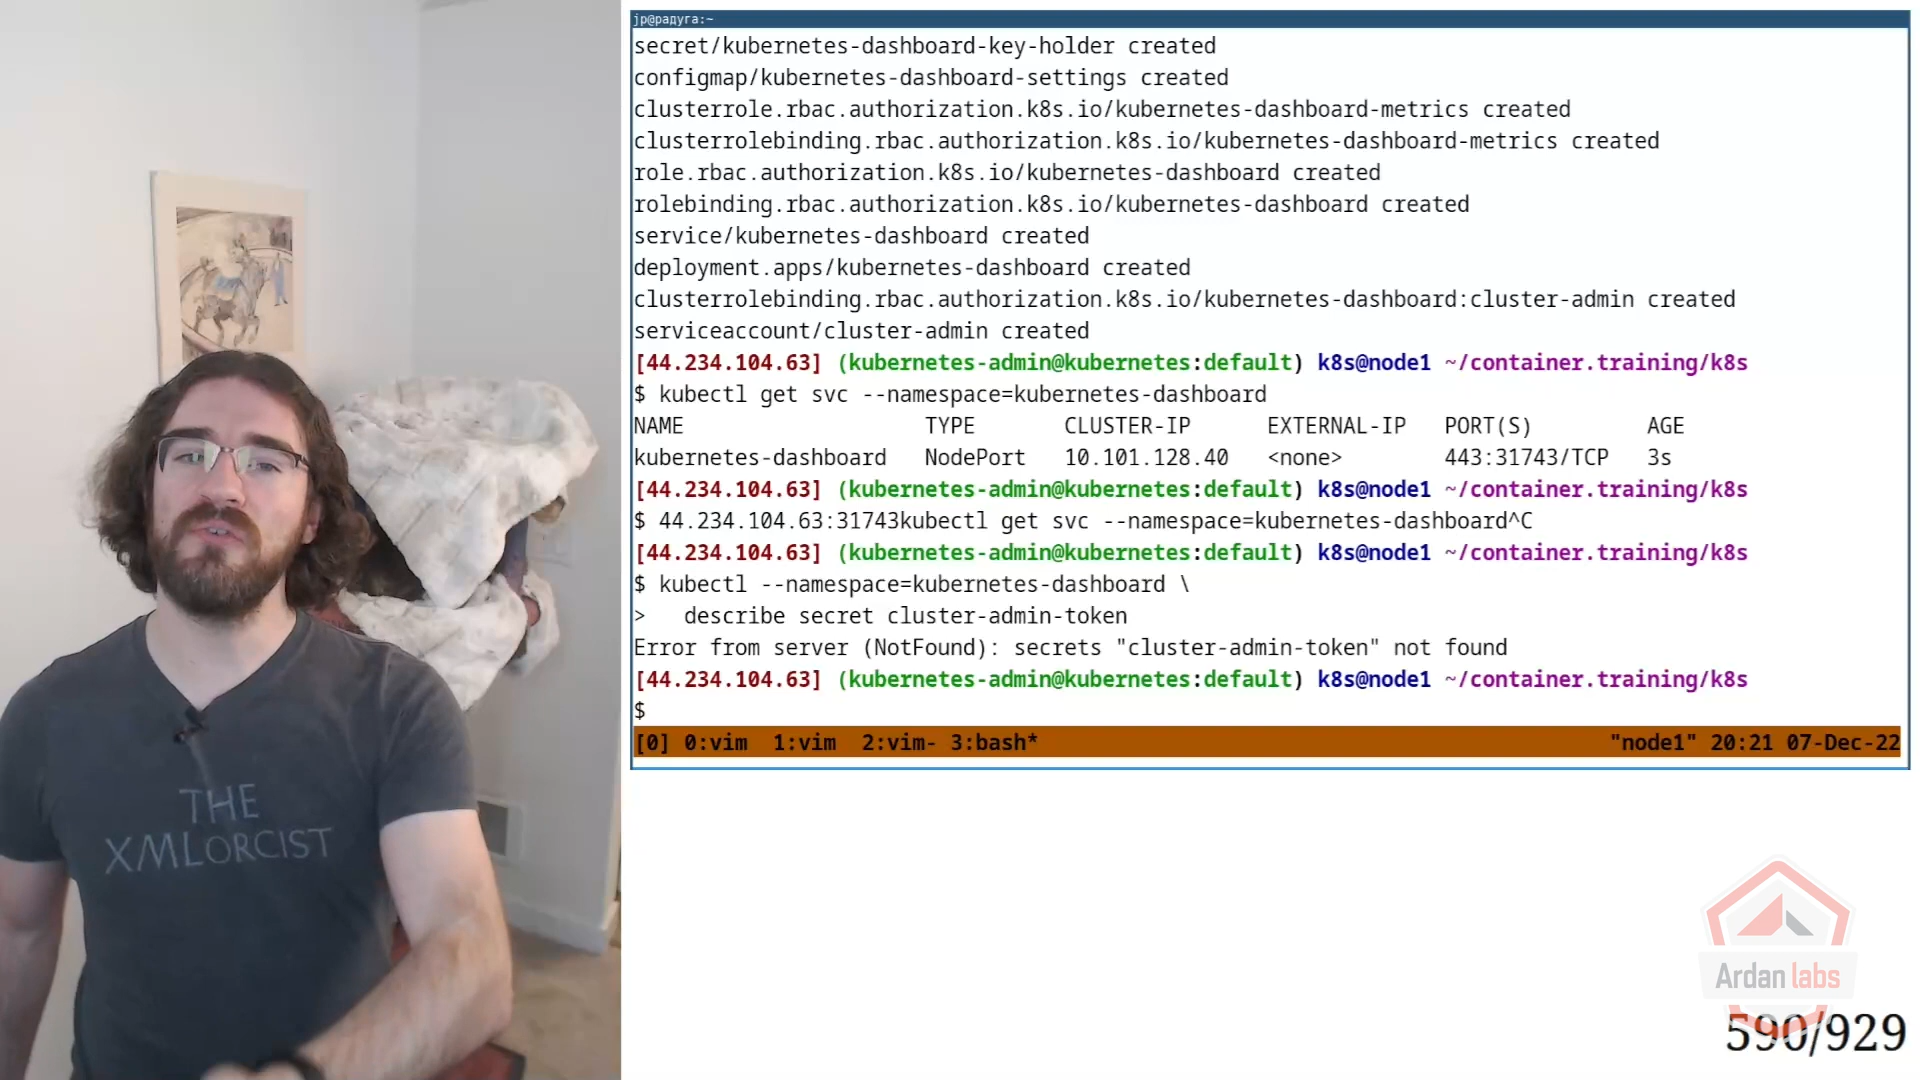 jp@радуга:~
secret/kubernetes-dashboard-key-holder created
configmap/kubernetes-dashboard-settings created
clusterrole.rbac.authorization.k8s.io/kubernetes-dashboard-metrics created
clusterrolebinding.rbac.authorization.k8s.io/kubernetes-dashboard-metrics created
role.rbac.authorization.k8s.io/kubernetes-dashboard created
rolebinding.rbac.authorization.k8s.io/kubernetes-dashboard created
service/kubernetes-dashboard created
deployment.apps/kubernetes-dashboard created
clusterrolebinding.rbac.authorization.k8s.io/kubernetes-dashboard:cluster-admin created
serviceaccount/cluster-admin created
[44.234.104.63] (kubernetes-admin@kubernetes:default) k8s@node1 ~/container.training/k8s
$ kubectl get svc --namespace=kubernetes-dashboard
NAME TYPE CLUSTER-IP EXTERNAL-IP PORT(S) AGE
kubernetes-dashboard NodePort 10.101.128.40 <none> 443:31743/TCP 3s
[44.234.104.63] (kubernetes-admin@kubernetes:default) k8s@node1 ~/container.training/k8s
$ 44.234.104.63:31743kubectl get svc --namespace=kubernetes-dashboard^C
[44.234.104.63] (kubernetes-admin@kubernetes:default) k8s@node1 ~/container.training/k8s
$ kubectl --namespace=kubernetes-dashboard \
> describe secret cluster-admin-token
Error from server (NotFound): secrets "cluster-admin-token" not found
[44.234.104.63] (kubernetes-admin@kubernetes:default) k8s@node1 ~/container.training/k8s
$
[0] 0:vim 1:vim 2:vim- 3:bash* "node1" 20:21 07-Dec-22
THE
XMLORCIST
Ardan labs
590/929